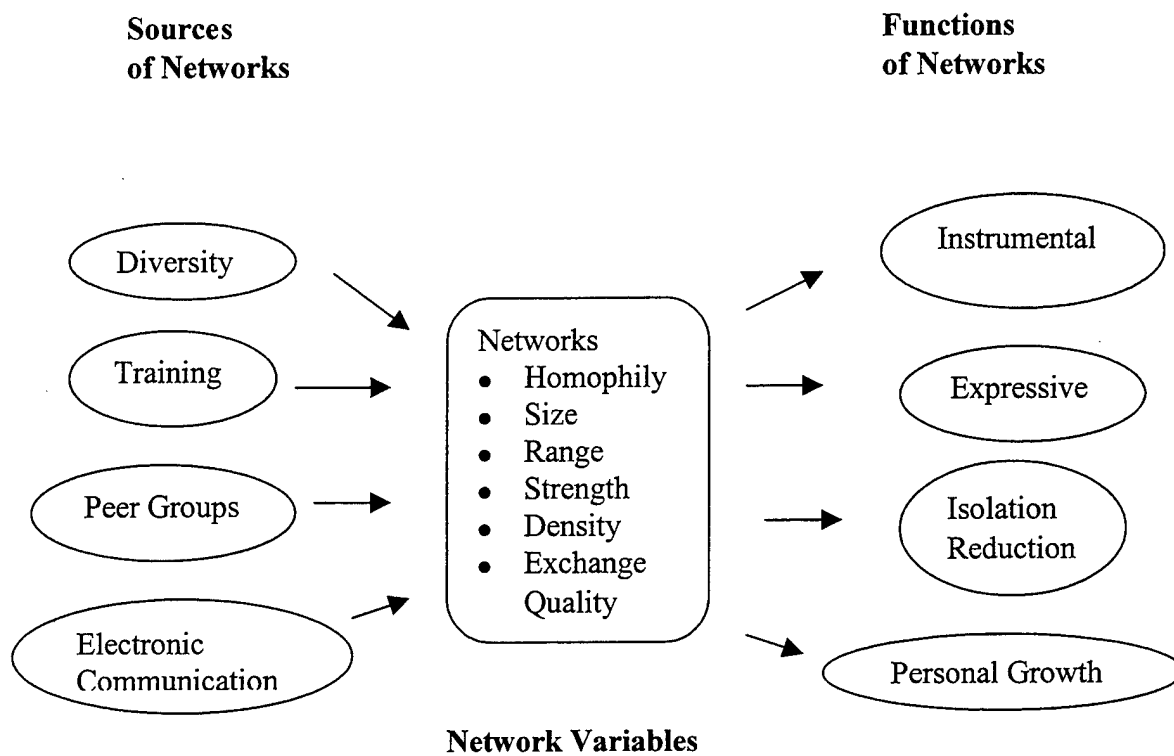 Sources
of Networks
Functions
of Networks
Diversity
Training
Peer Groups
Electronic
Communication
Networks
● Homophily
● Size
● Range
● Strength
● Density
● Exchange
Quality
Network Variables
Instrumental
Expressive
Isolation
Reduction
Personal Growth